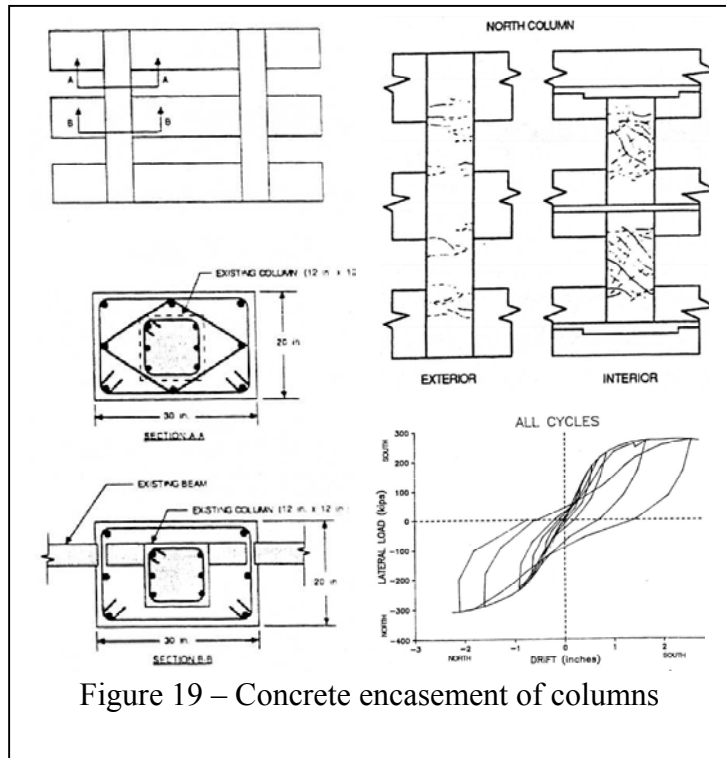 A A
B B
EXISTING COLUMN (12 in. x 12
20 in
30 in.
SECTION A-A
EXISTING BEAM
EXISTING COLUMN (12 in. x 12 in.
20 in.
30 in.
SECTION B-B
NORTH COLUMN
EXTERIOR
INTERIOR
ALL CYCLES
LATERAL LOAD (kips)
SOUTH
NORTH
300
200
100
0
-100
-200
-300
-400
-3 -2 -1 0 1 2
NORTH
SOUTH
DRIFT (inches)
Figure 19 – Concrete encasement of columns